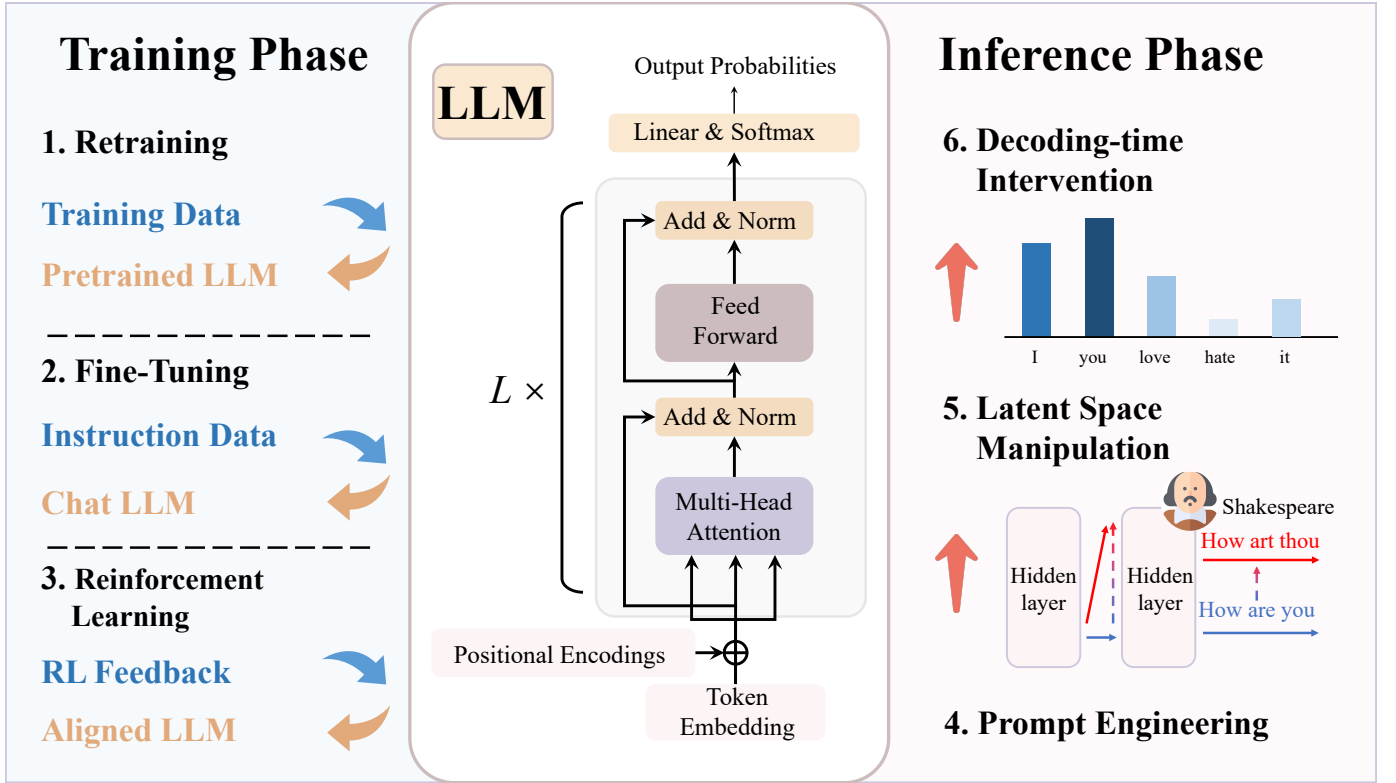 Training Phase
1. Retraining
Training Data
Pretrained LLM
2. Fine-Tuning
Instruction Data
Chat LLM
3. Reinforcement
Learning
RL Feedback
Aligned LLM
LLM
Output Probabilities
Linear & Softmax
Add & Norm
Feed
Forward
L ×
Add & Norm
Multi-Head
Attention
Positional Encodings
Token
Embedding
Inference Phase
6. Decoding-time
Intervention
I you love hate it
5. Latent Space
Manipulation
Shakespeare
How art thou
Hidden
layer
Hidden
layer
How are you
4. Prompt Engineering